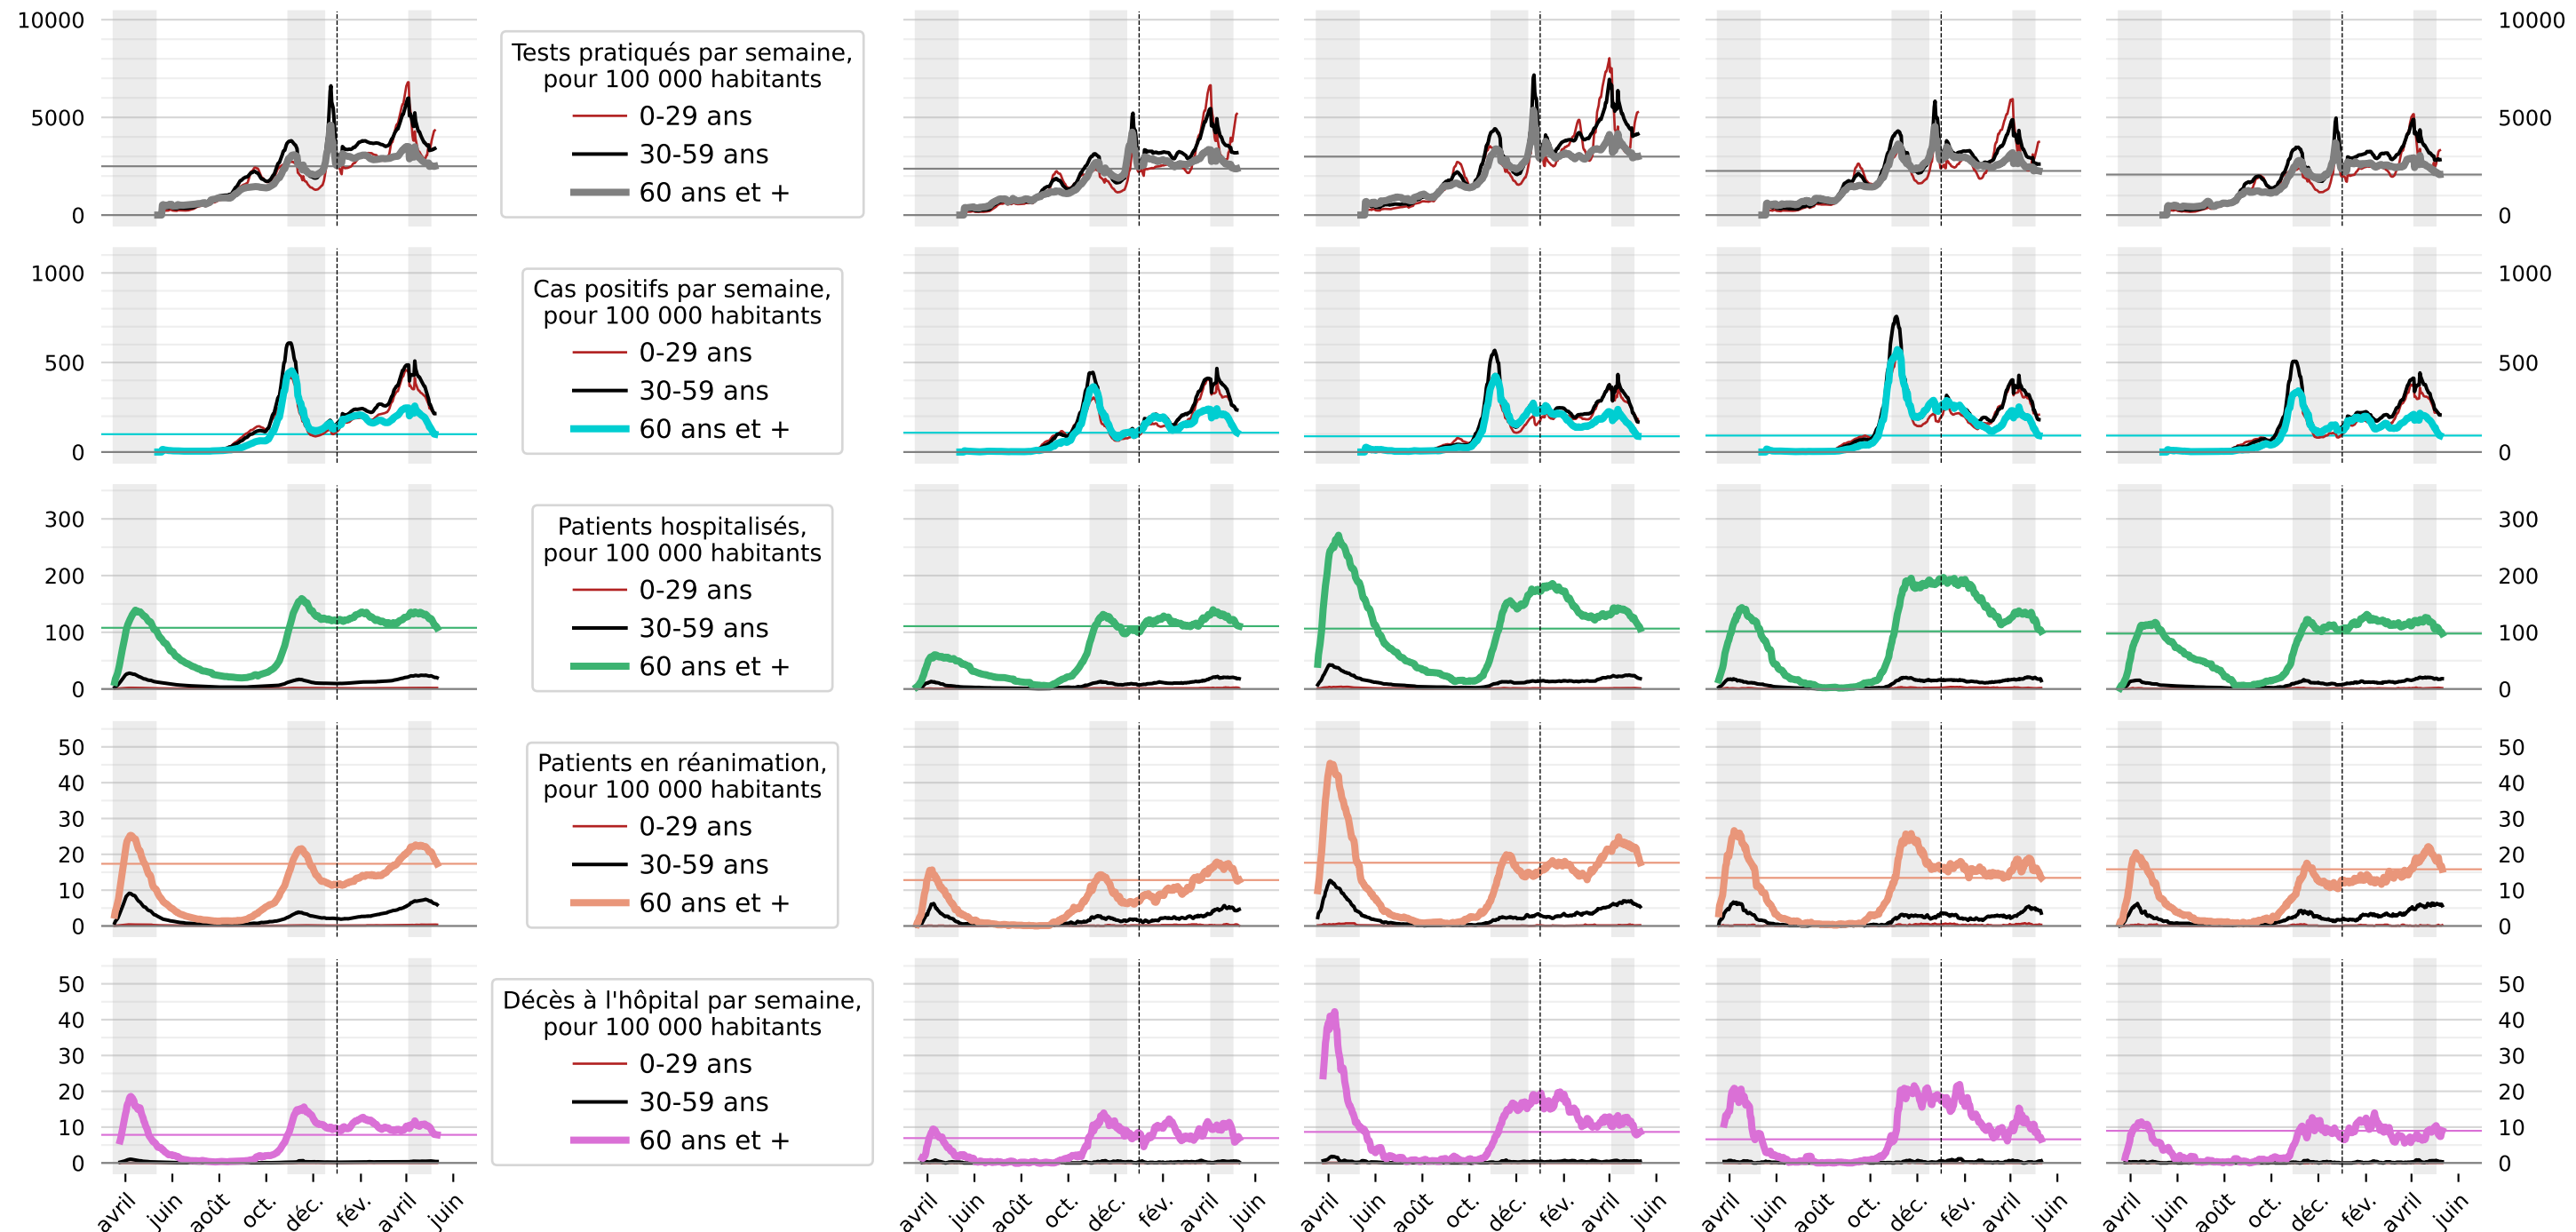 10000
5000
0
Tests pratiqués par semaine,
pour 100 000 habitants
0-29 ans
30-59 ans
60 ans et +
10000
5000
0
1000
500
0
Cas positifs par semaine,
pour 100 000 habitants
0-29 ans
30-59 ans
60 ans et +
1000
500
0
300
200
100
0
Patients hospitalisés,
pour 100 000 habitants
0-29 ans
30-59 ans
60 ans et +
300
200
100
0
50
40
30
20
10
0
Patients en réanimation,
pour 100 000 habitants
0-29 ans
30-59 ans
60 ans et +
50
40
30
20
10
0
50
40
30
20
10
0
Décès à l'hôpital par semaine,
pour 100 000 habitants
0-29 ans
30-59 ans
60 ans et +
50
40
30
20
10
0
avril juin août oct. déc. fév. avril juin
avril juin août oct. déc. fév. avril juin
avril juin août oct. déc. fév. avril juin
avril juin août oct. déc. fév. avril juin
avril juin août oct. déc. fév. avril juin